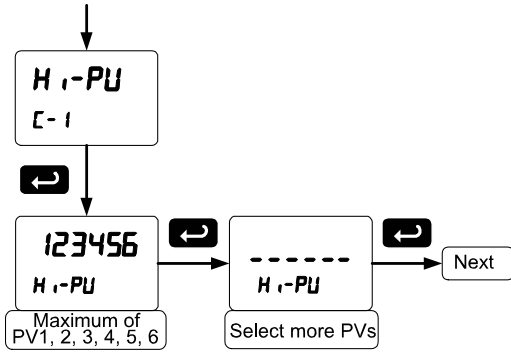 Hi-PV
C-1
123456
Hi-PV
Maximum of
PV1, 2, 3, 4, 5, 6
------
Hi-PV
Select more PVs
Next